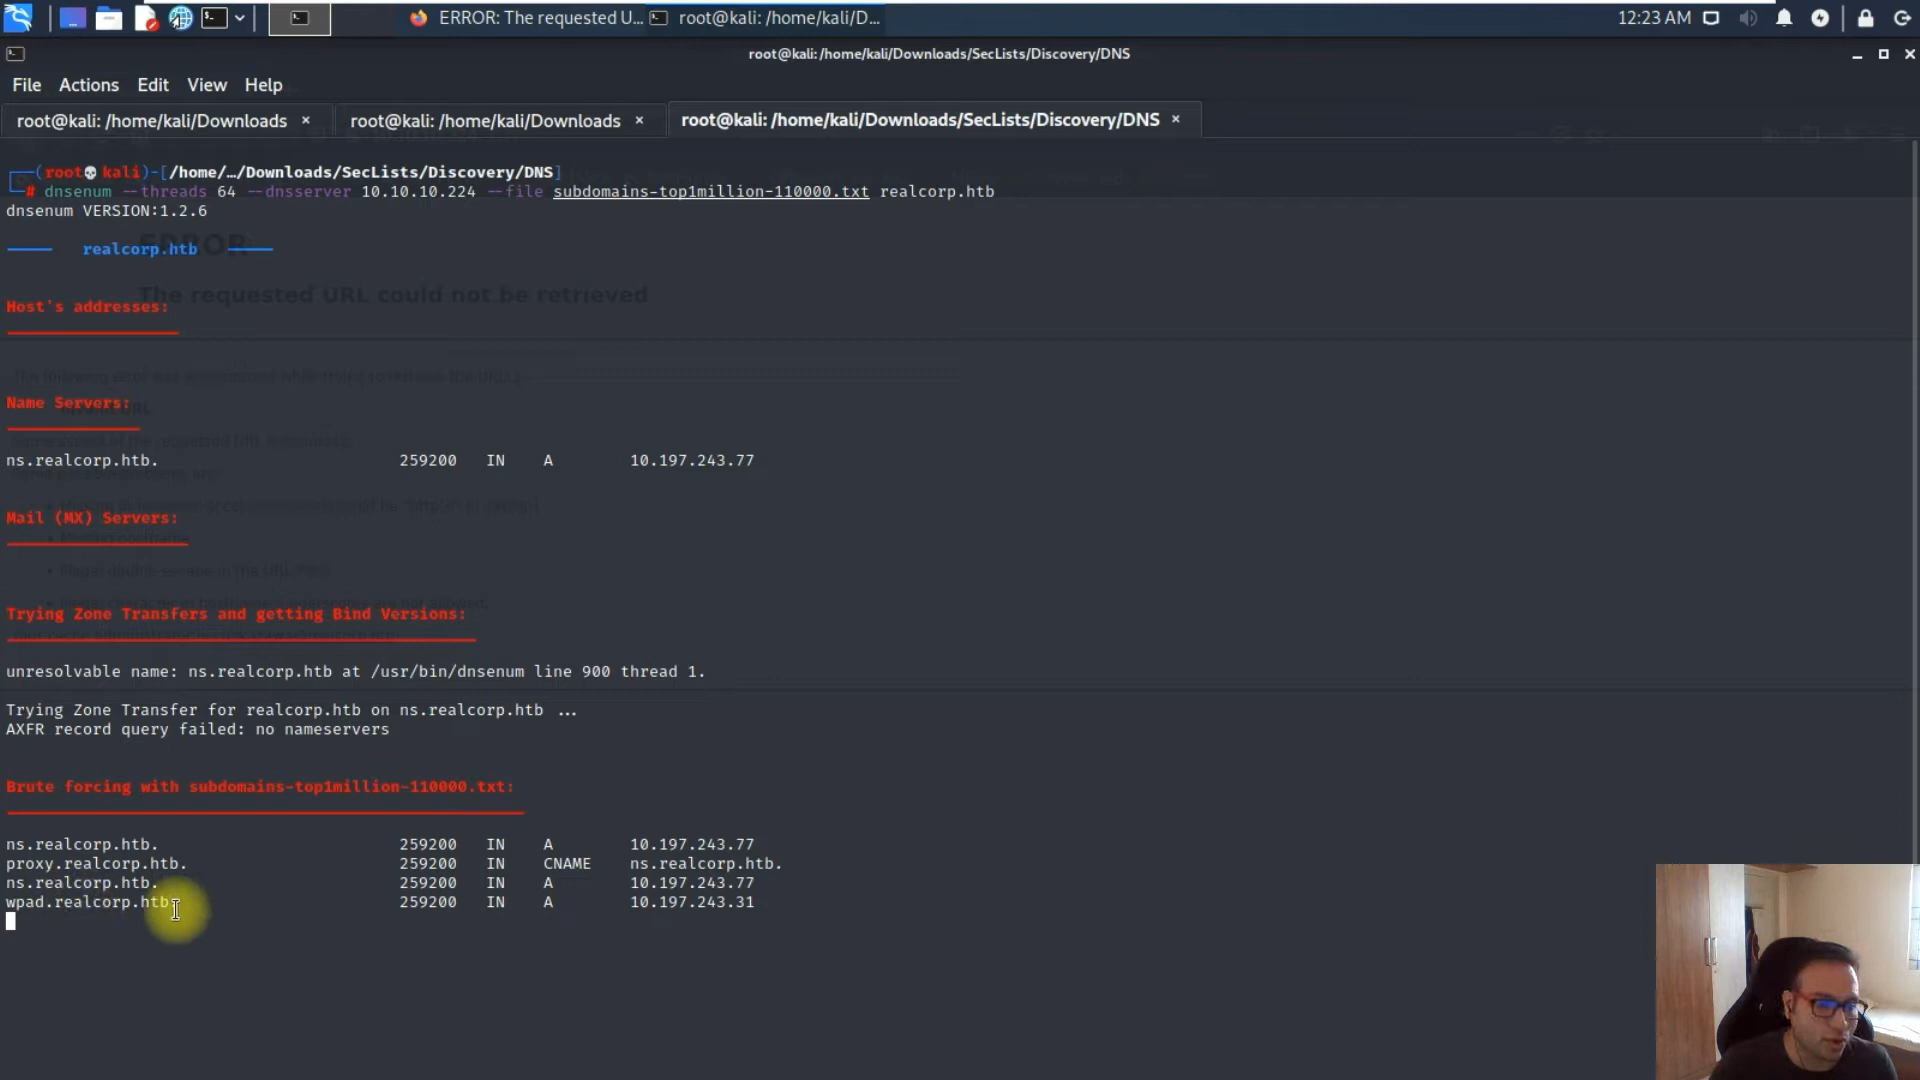 ERROR: The requested U...
root@kali: /home/kali/D...
12:23 AM
root@kali: /home/kali/Downloads/SecLists/Discovery/DNS
File Actions Edit View Help
root@kali: /home/kali/Downloads × root@kali: /home/kali/Downloads × root@kali: /home/kali/Downloads/SecLists/Discovery/DNS ×
(root kali)-[/home/…/Downloads/SecLists/Discovery/DNS]
# dnsenum --threads 64 --dnsserver 10.10.10.224 --file subdomains-top1million-110000.txt realcorp.htb
dnsenum VERSION:1.2.6
ERROR
----- realcorp.htb -----
The requested URL could not be retrieved
Host's addresses:
Name Servers:
ns.realcorp.htb. 259200 IN A 10.197.243.77
Mail (MX) Servers:
Trying Zone Transfers and getting Bind Versions:
unresolvable name: ns.realcorp.htb at /usr/bin/dnsenum line 900 thread 1.
Trying Zone Transfer for realcorp.htb on ns.realcorp.htb ...
AXFR record query failed: no nameservers
Brute forcing with subdomains-top1million-110000.txt:
ns.realcorp.htb. 259200 IN A 10.197.243.77
proxy.realcorp.htb. 259200 IN CNAME ns.realcorp.htb.
ns.realcorp.htb. 259200 IN A 10.197.243.77
wpad.realcorp.htb. 259200 IN A 10.197.243.31